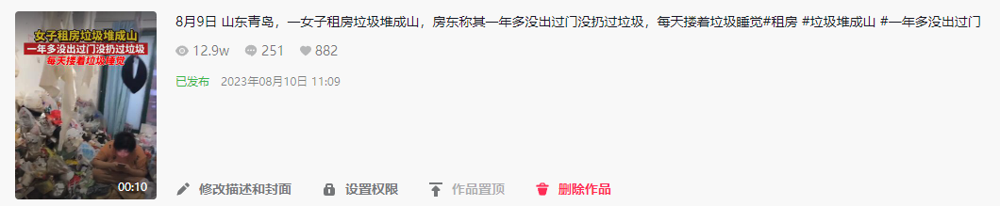 8月9日 山东青岛，一女子租房垃圾堆成山，房东称其一年多没出过门没扔过垃圾，每天搂着垃圾睡觉#租房 #垃圾堆成山 #一年多没出过门
女子租房垃圾堆成山
一年多没出过门没扔过垃圾
每天搂着垃圾睡觉
12.9w 251 882
已发布 2023年08月10日 11:09
00:10
修改描述和封面 设置权限 作品置顶 删除作品